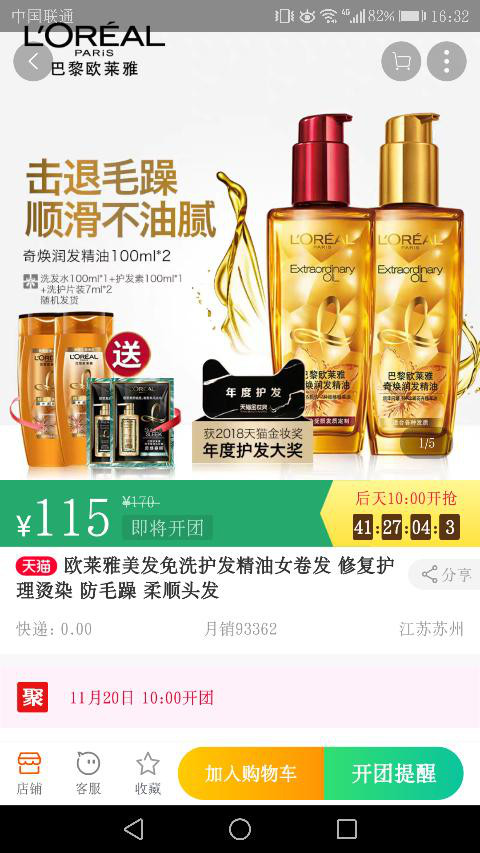 中国联通
4G
82%
16:32
L'ORÉAL
PARIS
巴黎欧莱雅
击退毛躁
顺滑不油腻
奇焕润发精油100ml*2
洗发水100ml*1+护发素100ml*1
+洗护片装7ml*2
随机发货
送
L'ORÉAL
L'ORÉAL
L'ORÉAL
Extraordinary
OIL
巴黎欧莱雅
奇焕润发精油
L'ORÉAL
Extraordinary
OIL
巴黎欧莱雅
奇焕润发精油
年度护发
天猫金妆奖
获2018天猫金妆奖
年度护发大奖
1/5
¥115
¥170
即将开团
后天10:00开抢
41:27:04:3
天猫 欧莱雅美发免洗护发精油女卷发 修复护
理烫染 防毛躁 柔顺头发
分享
快递: 0.00
月销93362
江苏苏州
聚
11月20日 10:00开团
店铺
客服
收藏
加入购物车
开团提醒